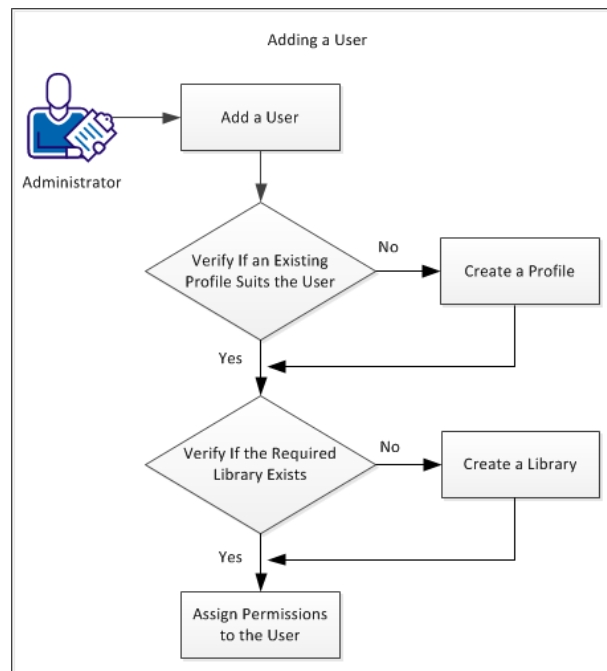 Adding a User
Add a User
Administrator
Verify If an Existing
Profile Suits the User
No
Create a Profile
Yes
Verify If the Required
Library Exists
No
Create a Library
Yes
Assign Permissions
to the User